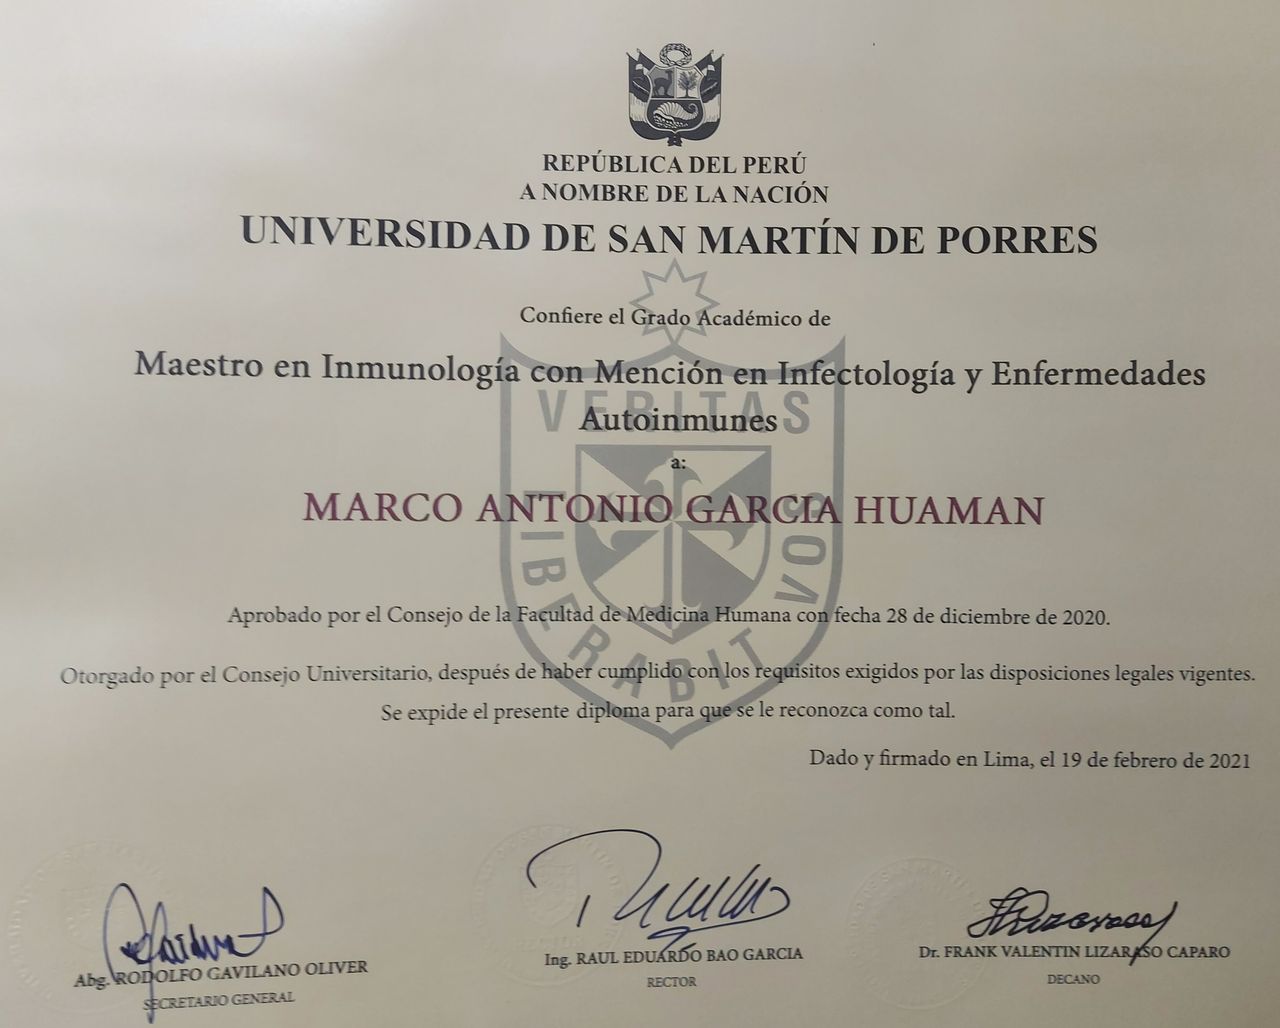 REPÚBLICA DEL PERÚ
A NOMBRE DE LA NACIÓN
UNIVERSIDAD DE SAN MARTÍN DE PORRES
Confiere el Grado Académico de
Maestro en Inmunología con Mención en Infectología y Enfermedades
Autoinmunes
VERITAS
a:
MARCO ANTONIO GARCIA HUAMAN
LIBERABIT VOS
Aprobado por el Consejo de la Facultad de Medicina Humana con fecha 28 de diciembre de 2020.
Otorgado por el Consejo Universitario, después de haber cumplido con los requisitos exigidos por las disposiciones legales vigentes.
Se expide el presente diploma para que se le reconozca como tal.
Dado y firmado en Lima, el 19 de febrero de 2021
Abg. RODOLFO GAVILANO OLIVER
SECRETARIO GENERAL
Ing. RAUL EDUARDO BAO GARCIA
RECTOR
Dr. FRANK VALENTIN LIZARASO CAPARO
DECANO